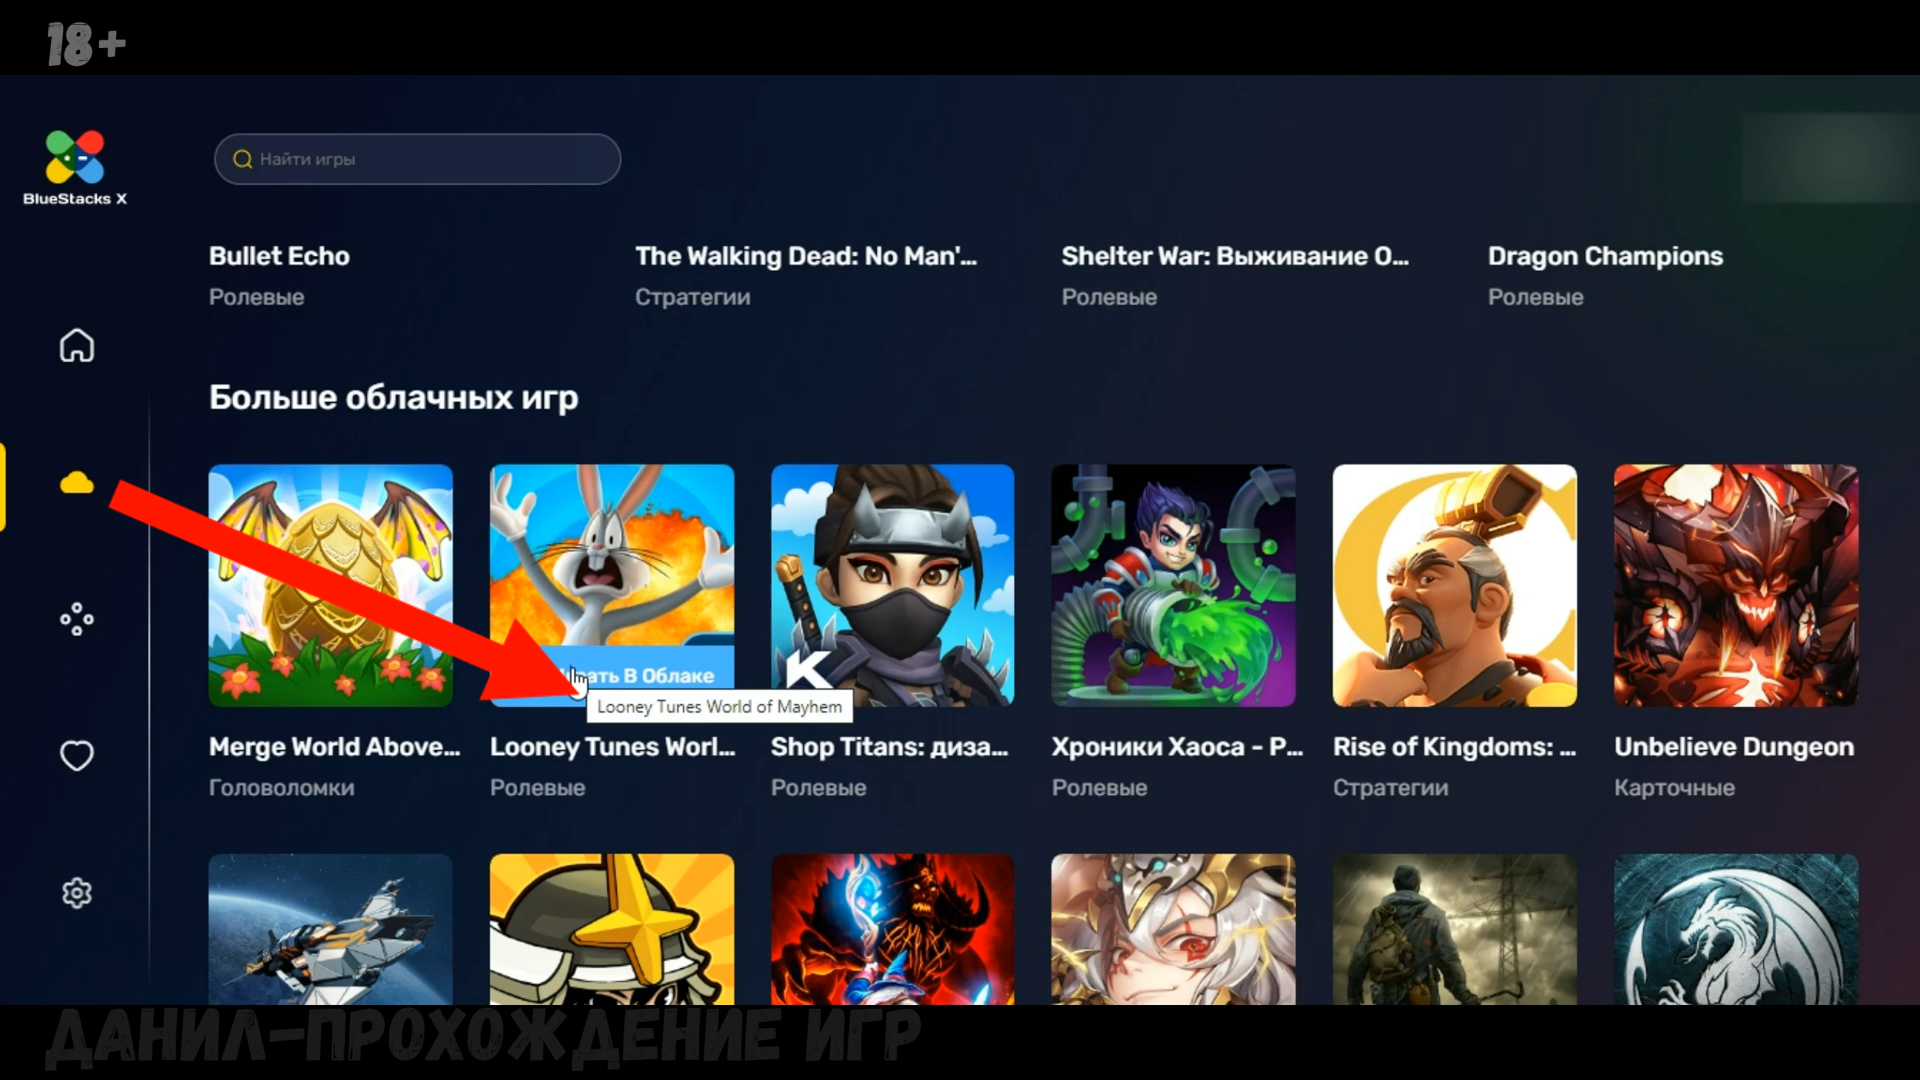 18+
BlueStacks X
Найти игры
Bullet Echo
The Walking Dead: No Man'...
Shelter War: Выживание О...
Dragon Champions
Ролевые
Стратегии
Ролевые
Ролевые
Больше облачных игр
ать В Облаке
K
Looney Tunes World of Mayhem
Merge World Above...
Looney Tunes Worl...
Shop Titans: диза...
Хроники Хаоса - Р...
Rise of Kingdoms: ...
Unbelieve Dungeon
Головоломки
Ролевые
Ролевые
Ролевые
Стратегии
Карточные
ДАНИЛ-ПРОХОЖДЕНИЕ ИГР